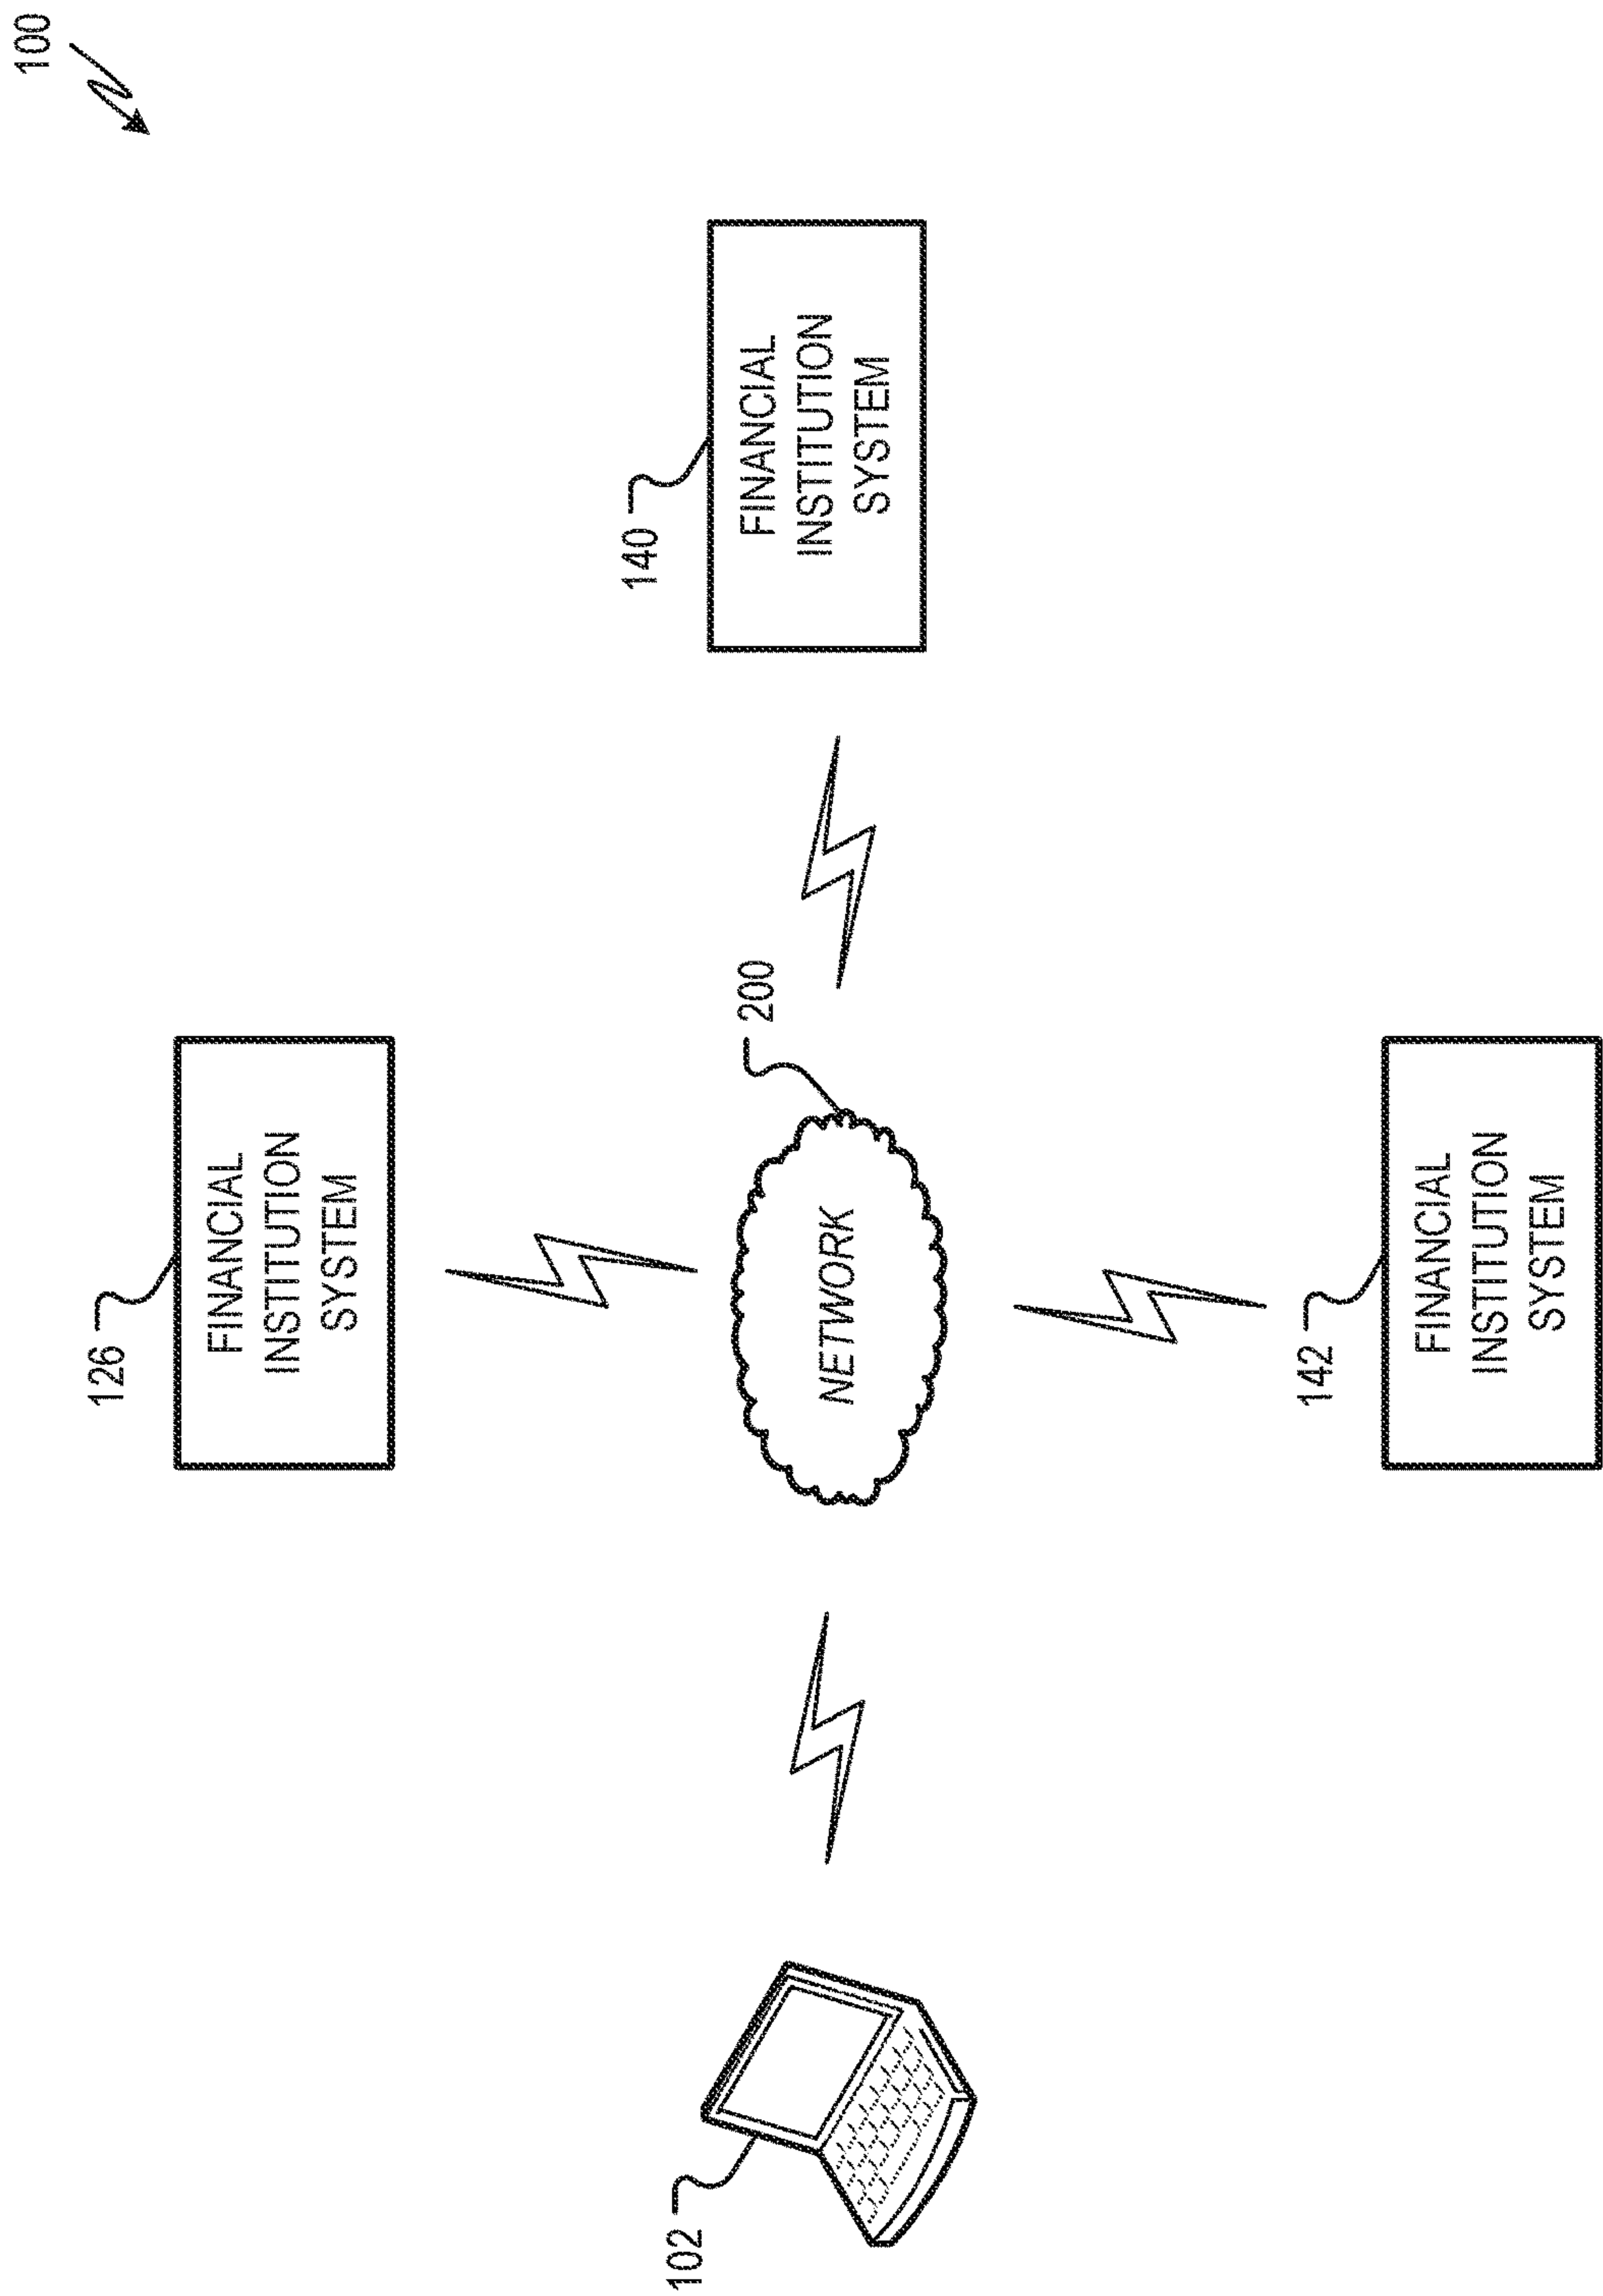 100
126
FINANCIAL
INSTITUTION
SYSTEM
102
200
NETWORK
140
FINANCIAL
INSTITUTION
SYSTEM
142
FINANCIAL
INSTITUTION
SYSTEM